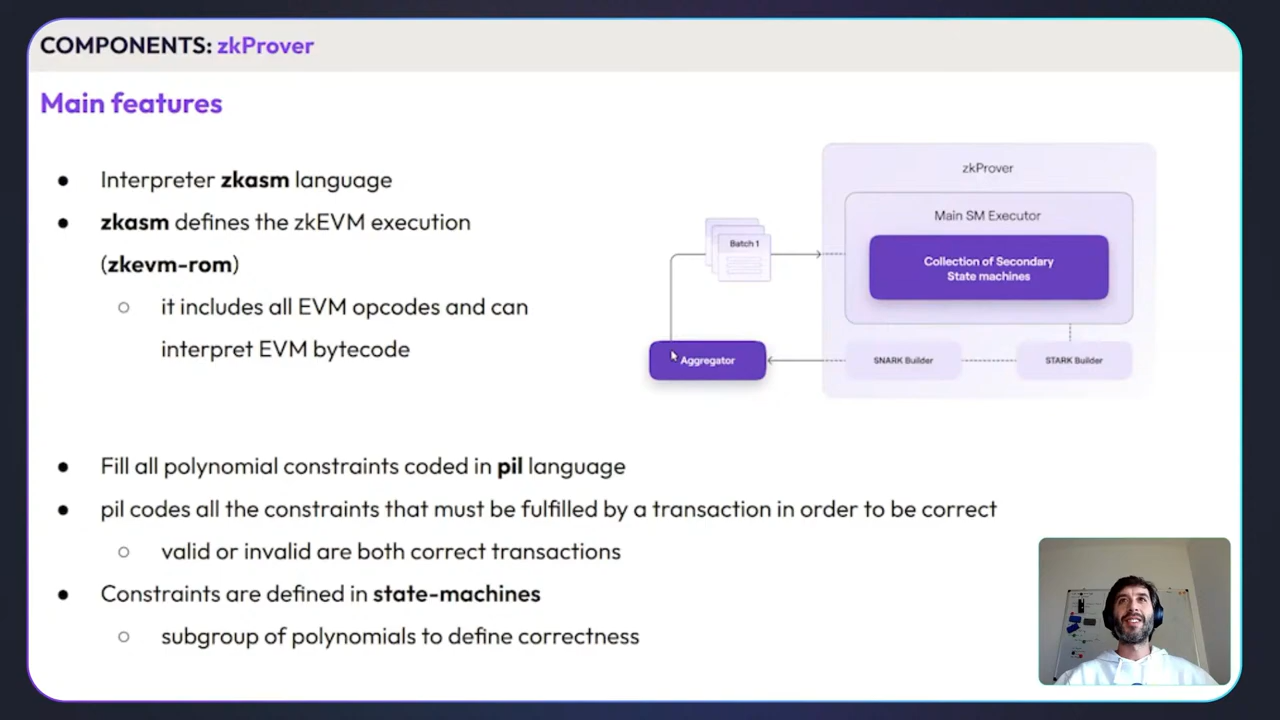 COMPONENTS: zkProver
Main features
● Interpreter zkasm language
● zkasm defines the zkEVM execution
(zkevm-rom)
○ it includes all EVM opcodes and can
interpret EVM bytecode
zkProver
Main SM Executor
Collection of Secondary
State machines
Batch 1
Aggregator
SNARK Builder
STARK Builder
● Fill all polynomial constraints coded in pil language
● pil codes all the constraints that must be fulfilled by a transaction in order to be correct
○ valid or invalid are both correct transactions
● Constraints are defined in state-machines
○ subgroup of polynomials to define correctness